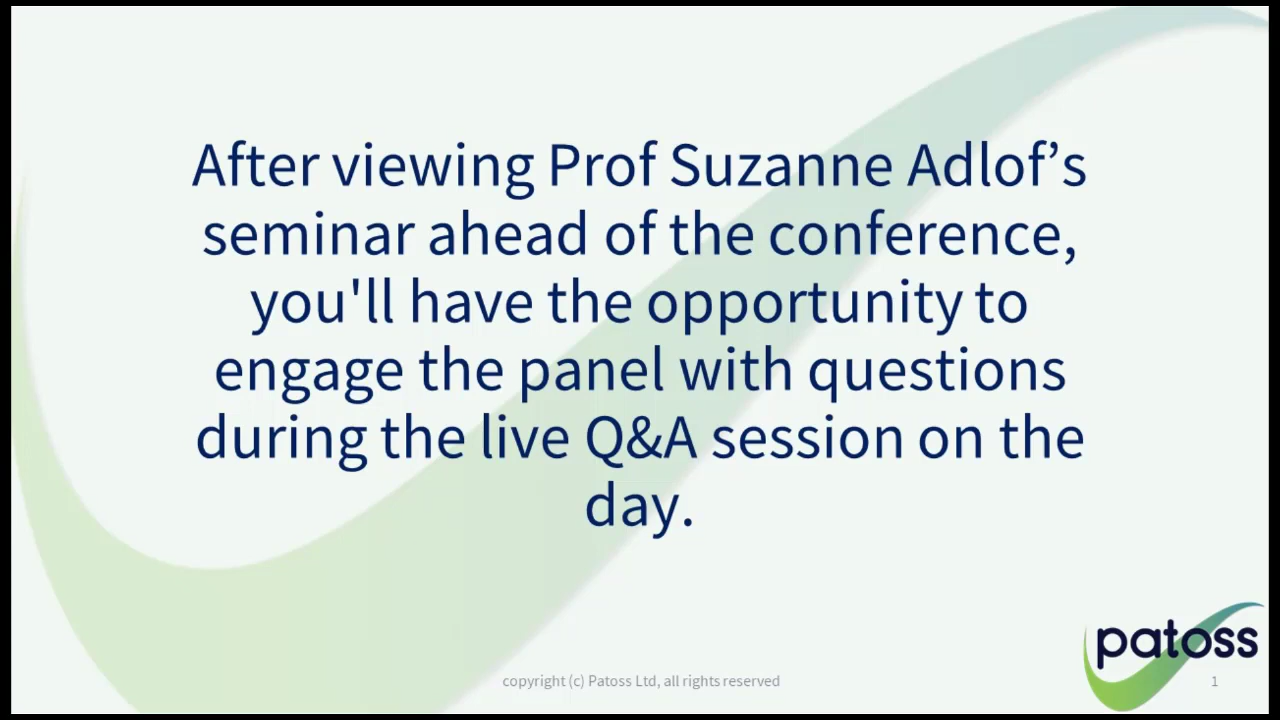 After viewing Prof Suzanne Adlof’s
seminar ahead of the conference,
you'll have the opportunity to
engage the panel with questions
during the live Q&A session on the
day.
patoss
copyright (c) Patoss Ltd, all rights reserved
1